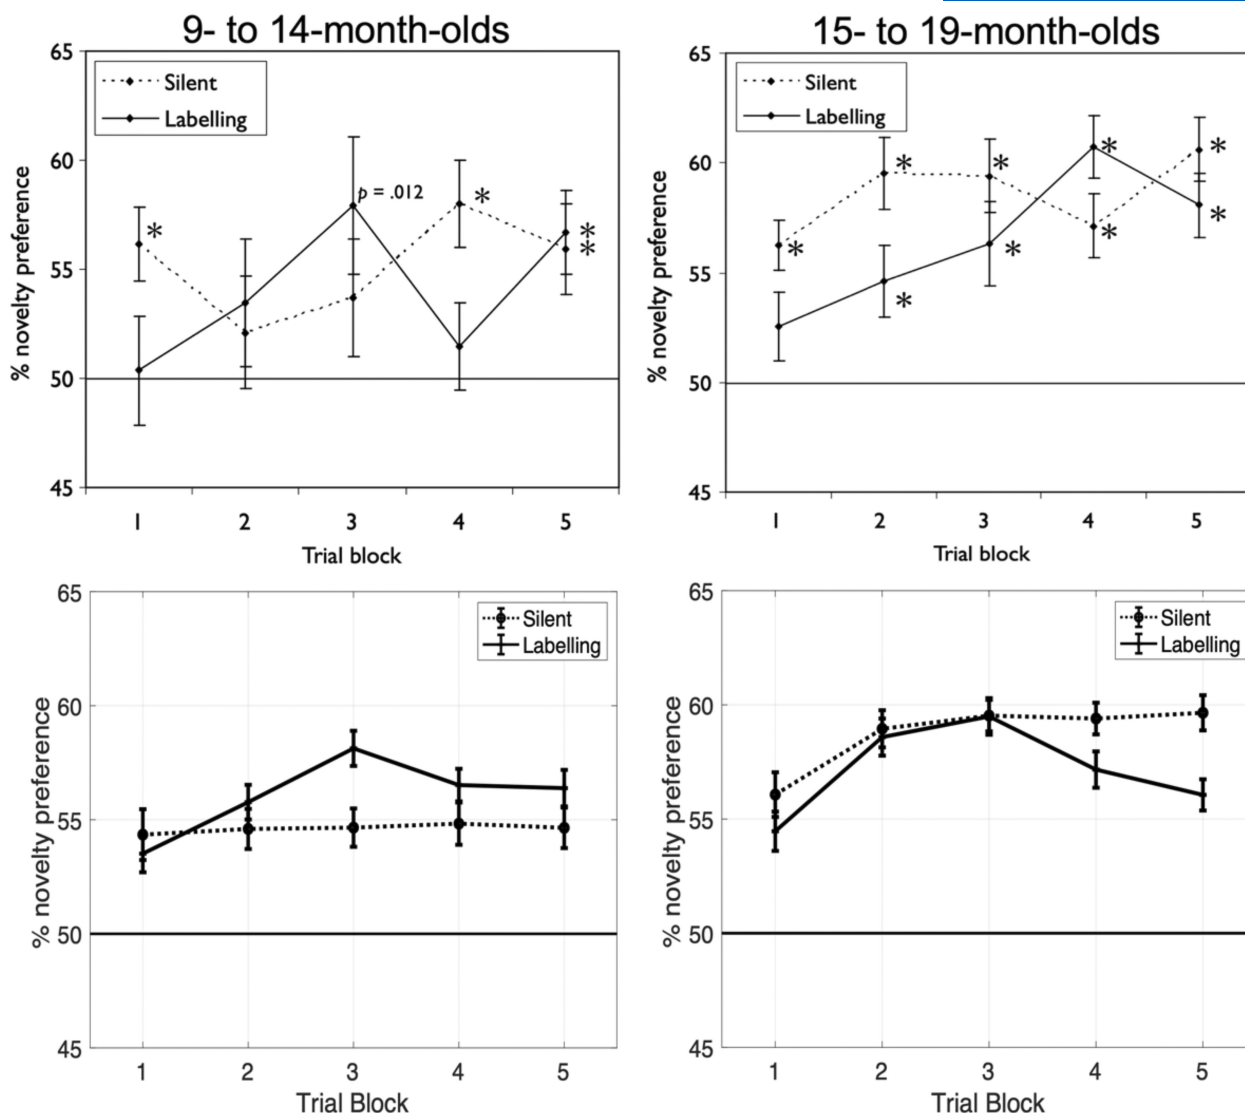 9- to 14-month-olds
65
Silent
Labelling
60
p = .012
*
*
*
*
55
50
45
% novelty preference
1
2
3
4
5
Trial block
15- to 19-month-olds
65
Silent
Labelling
60
*
*
*
*
*
*
*
*
*
55
50
45
% novelty preference
1
2
3
4
5
Trial block
65
Silent
Labelling
60
55
50
45
% novelty preference
1
2
3
4
5
Trial Block
65
Silent
Labelling
60
55
50
45
% novelty preference
1
2
3
4
5
Trial Block